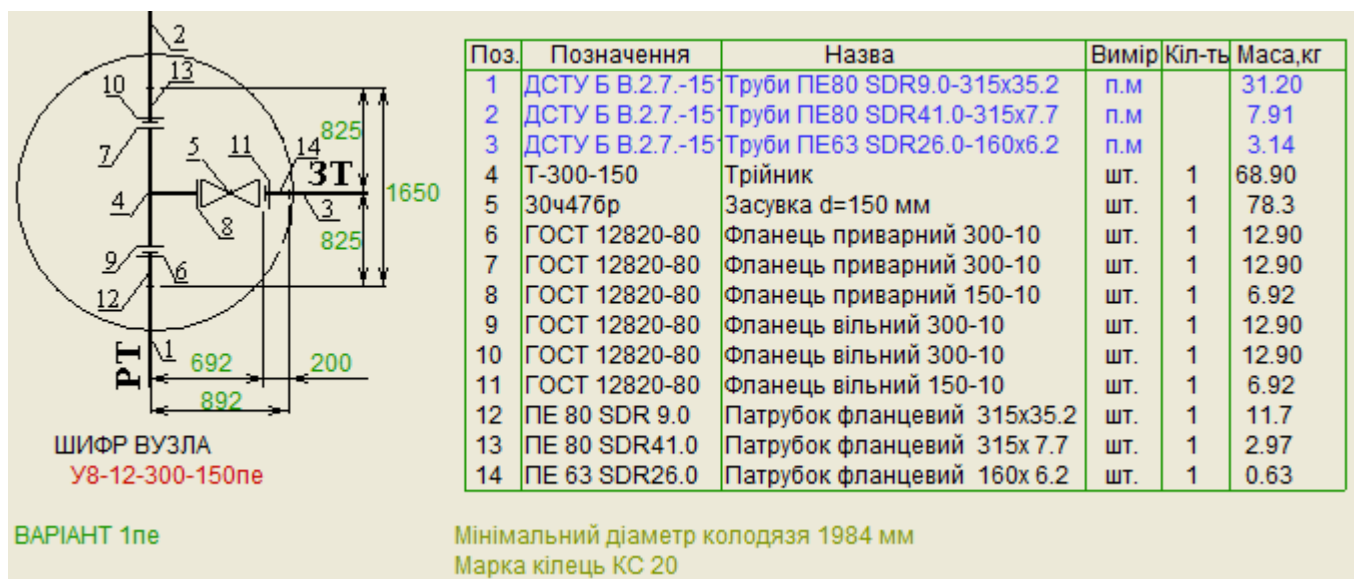 2
13
10
7
5
11
14
825
ЗТ
1650
4
8
3
825
9
6
12
1
РТ
692
200
892
ШИФР ВУЗЛА
У8-12-300-150пе
ВАРІАНТ 1пе
Поз. Позначення Назва Вимір Кіл-ть Маса,кг
1 ДСТУ Б В.2.7.-15 Труби ПЕ80 SDR9.0-315х35.2 п.м 31.20
2 ДСТУ Б В.2.7.-15 Труби ПЕ80 SDR41.0-315х7.7 п.м 7.91
3 ДСТУ Б В.2.7.-15 Труби ПЕ63 SDR26.0-160х6.2 п.м 3.14
4 Т-300-150 Трійник шт. 1 68.90
5 30ч47бр Засувка d=150 мм шт. 1 78.3
6 ГОСТ 12820-80 Фланець приварний 300-10 шт. 1 12.90
7 ГОСТ 12820-80 Фланець приварний 300-10 шт. 1 12.90
8 ГОСТ 12820-80 Фланець приварний 150-10 шт. 1 6.92
9 ГОСТ 12820-80 Фланець вільний 300-10 шт. 1 12.90
10 ГОСТ 12820-80 Фланець вільний 300-10 шт. 1 12.90
11 ГОСТ 12820-80 Фланець вільний 150-10 шт. 1 6.92
12 ПЕ 80 SDR 9.0 Патрубок фланцевий 315х35.2 шт. 1 11.7
13 ПЕ 80 SDR41.0 Патрубок фланцевий 315х 7.7 шт. 1 2.97
14 ПЕ 63 SDR26.0 Патрубок фланцевий 160х 6.2 шт. 1 0.63
Мінімальний діаметр колодязя 1984 мм
Марка кілець КС 20